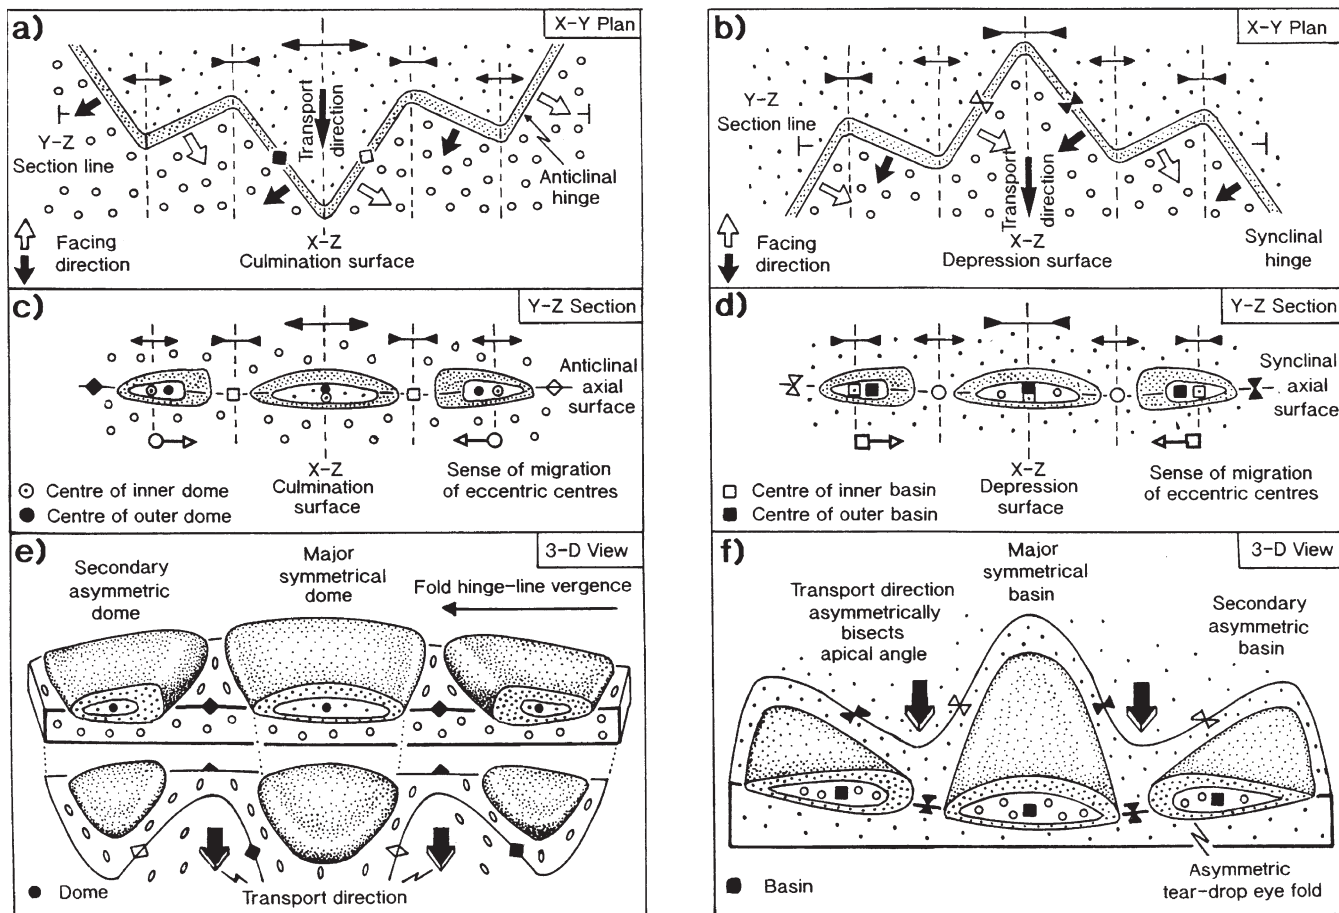 a)
X-Y Plan
Transport
direction
Y-Z
Section line
Anticlinal
hinge
X-Z
Culmination surface
Facing
direction
b)
X-Y Plan
Y-Z
Section line
Transport
direction
X-Z
Depression surface
Facing
direction
Synclinal
hinge
c)
Y-Z Section
Anticlinal
axial
surface
X-Z
Culmination
surface
Sense of migration
of eccentric centres
Centre of inner dome
Centre of outer dome
d)
Y-Z Section
Synclinal
axial
surface
X-Z
Depression
surface
Sense of migration
of eccentric centres
Centre of inner basin
Centre of outer basin
e)
3-D View
Secondary
asymmetric
dome
Major
symmetrical
dome
Fold hinge-line vergence
Dome
Transport direction
f)
3-D View
Major
symmetrical
basin
Transport direction
asymmetrically
bisects
apical angle
Secondary
asymmetric
basin
Basin
Asymmetric
tear-drop eye fold